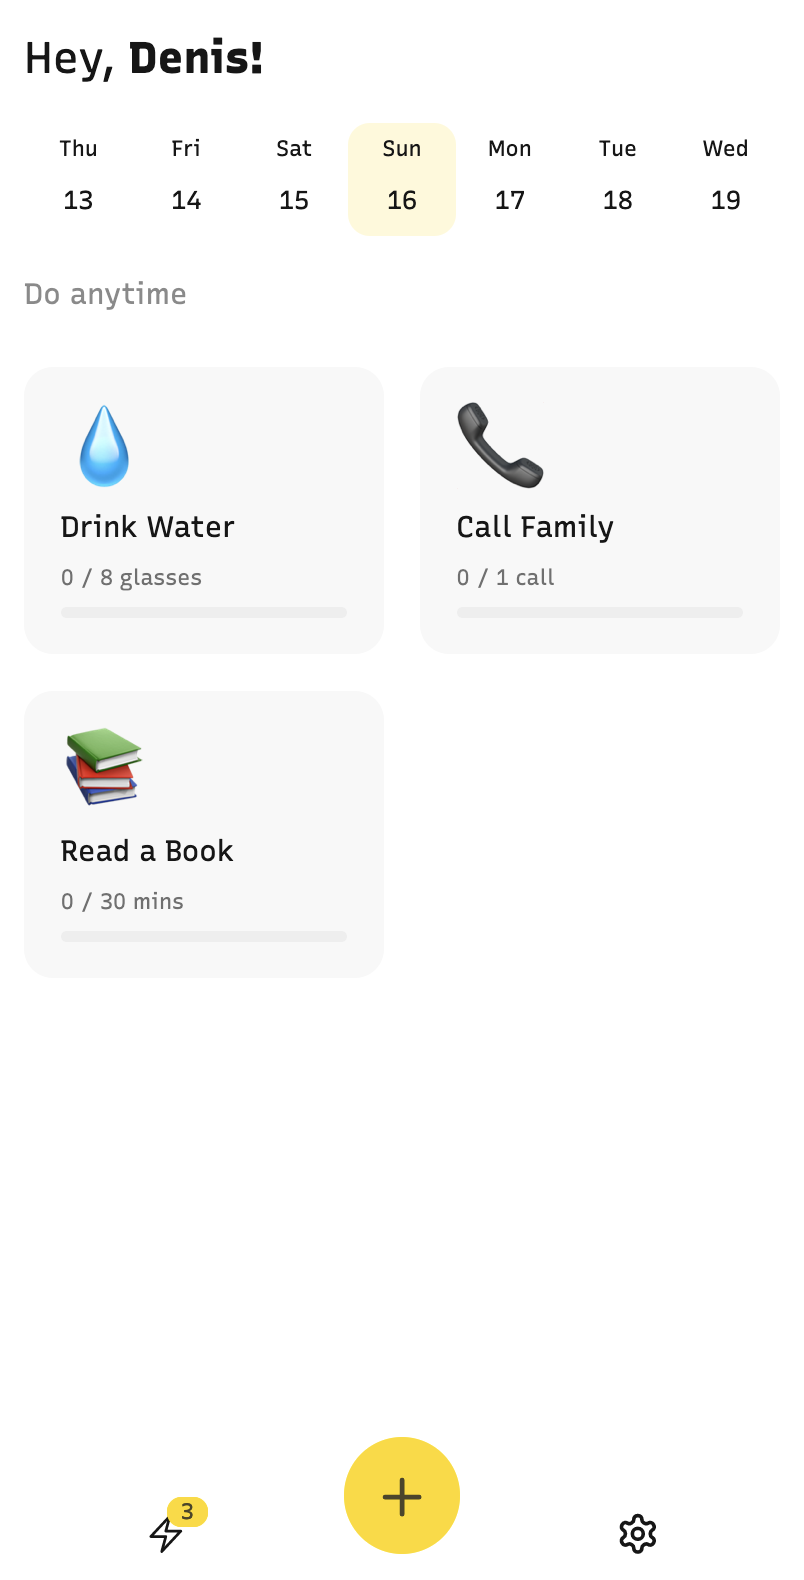 Hey, Denis!
Thu Fri Sat Sun Mon Tue Wed
13 14 15 16 17 18 19
Do anytime
Drink Water
0 / 8 glasses
Call Family
0 / 1 call
Read a Book
0 / 30 mins
3